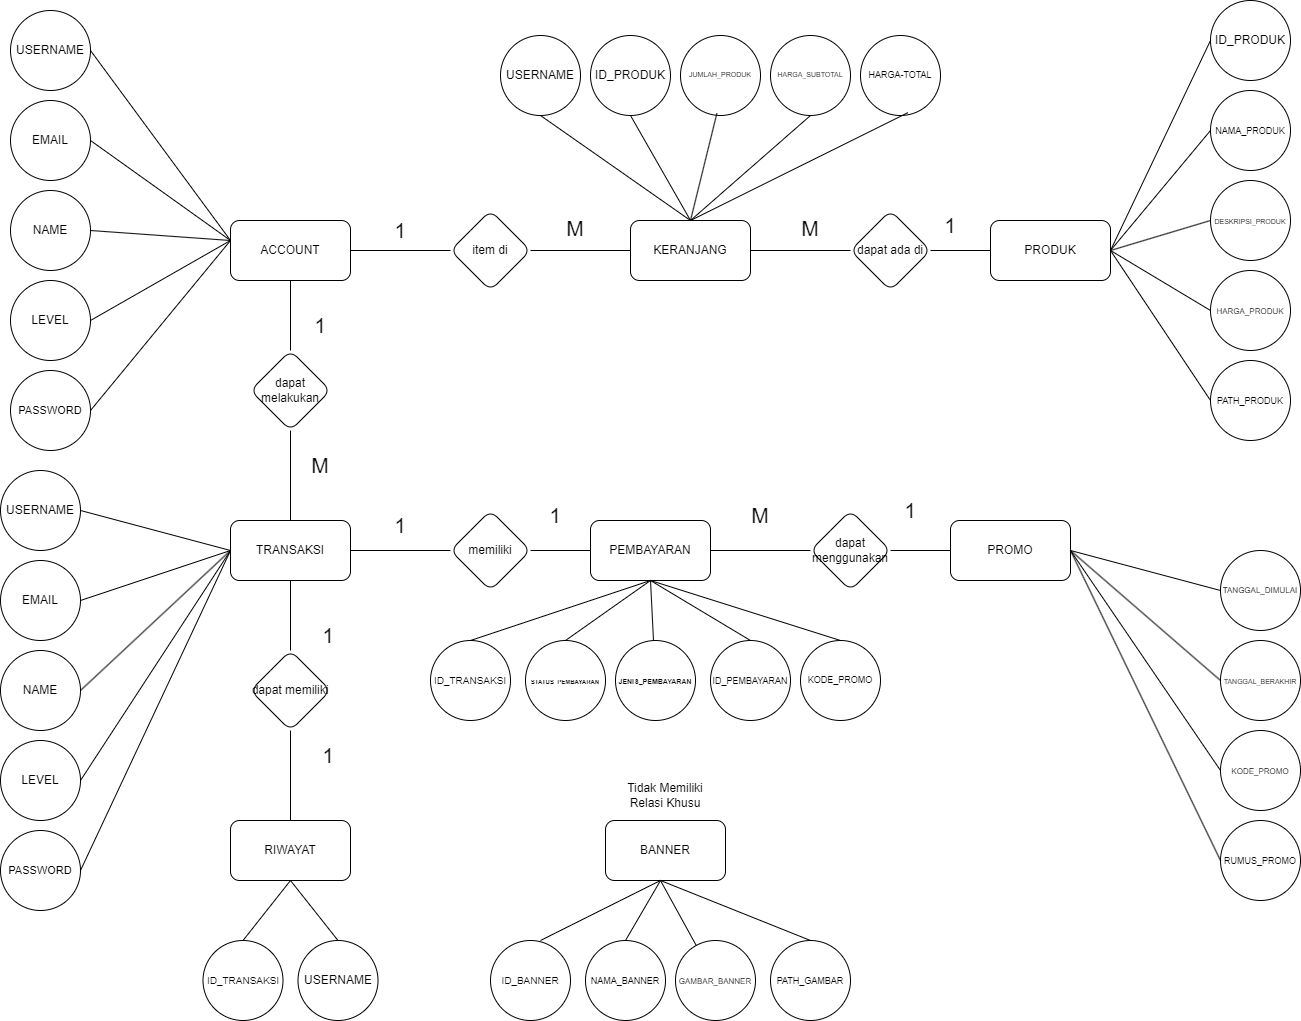 USERNAME
EMAIL
NAME
LEVEL
PASSWORD
ACCOUNT
1
item di
M
USERNAME
ID_PRODUK
JUMLAH_PRODUK
HARGA_SUBTOTAL
HARGA-TOTAL
KERANJANG
M
dapat ada di
1
PRODUK
ID_PRODUK
NAMA_PRODUK
DESKRIPSI_PRODUK
HARGA_PRODUK
PATH_PRODUK
1
dapat
melakukan
M
USERNAME
EMAIL
NAME
LEVEL
PASSWORD
TRANSAKSI
1
memiliki
1
PEMBAYARAN
M
dapat
menggunakan
1
PROMO
ID_TRANSAKSI
STATUS_PEMBAYARAN
JENIS_PEMBAYARAN
ID_PEMBAYARAN
KODE_PROMO
TANGGAL_DIMULAI
TANGGAL_BERAKHIR
KODE_PROMO
RUMUS_PROMO
1
dapat memiliki
1
RIWAYAT
ID_TRANSAKSI
USERNAME
Tidak Memiliki
Relasi Khusu
BANNER
ID_BANNER
NAMA_BANNER
GAMBAR_BANNER
PATH_GAMBAR